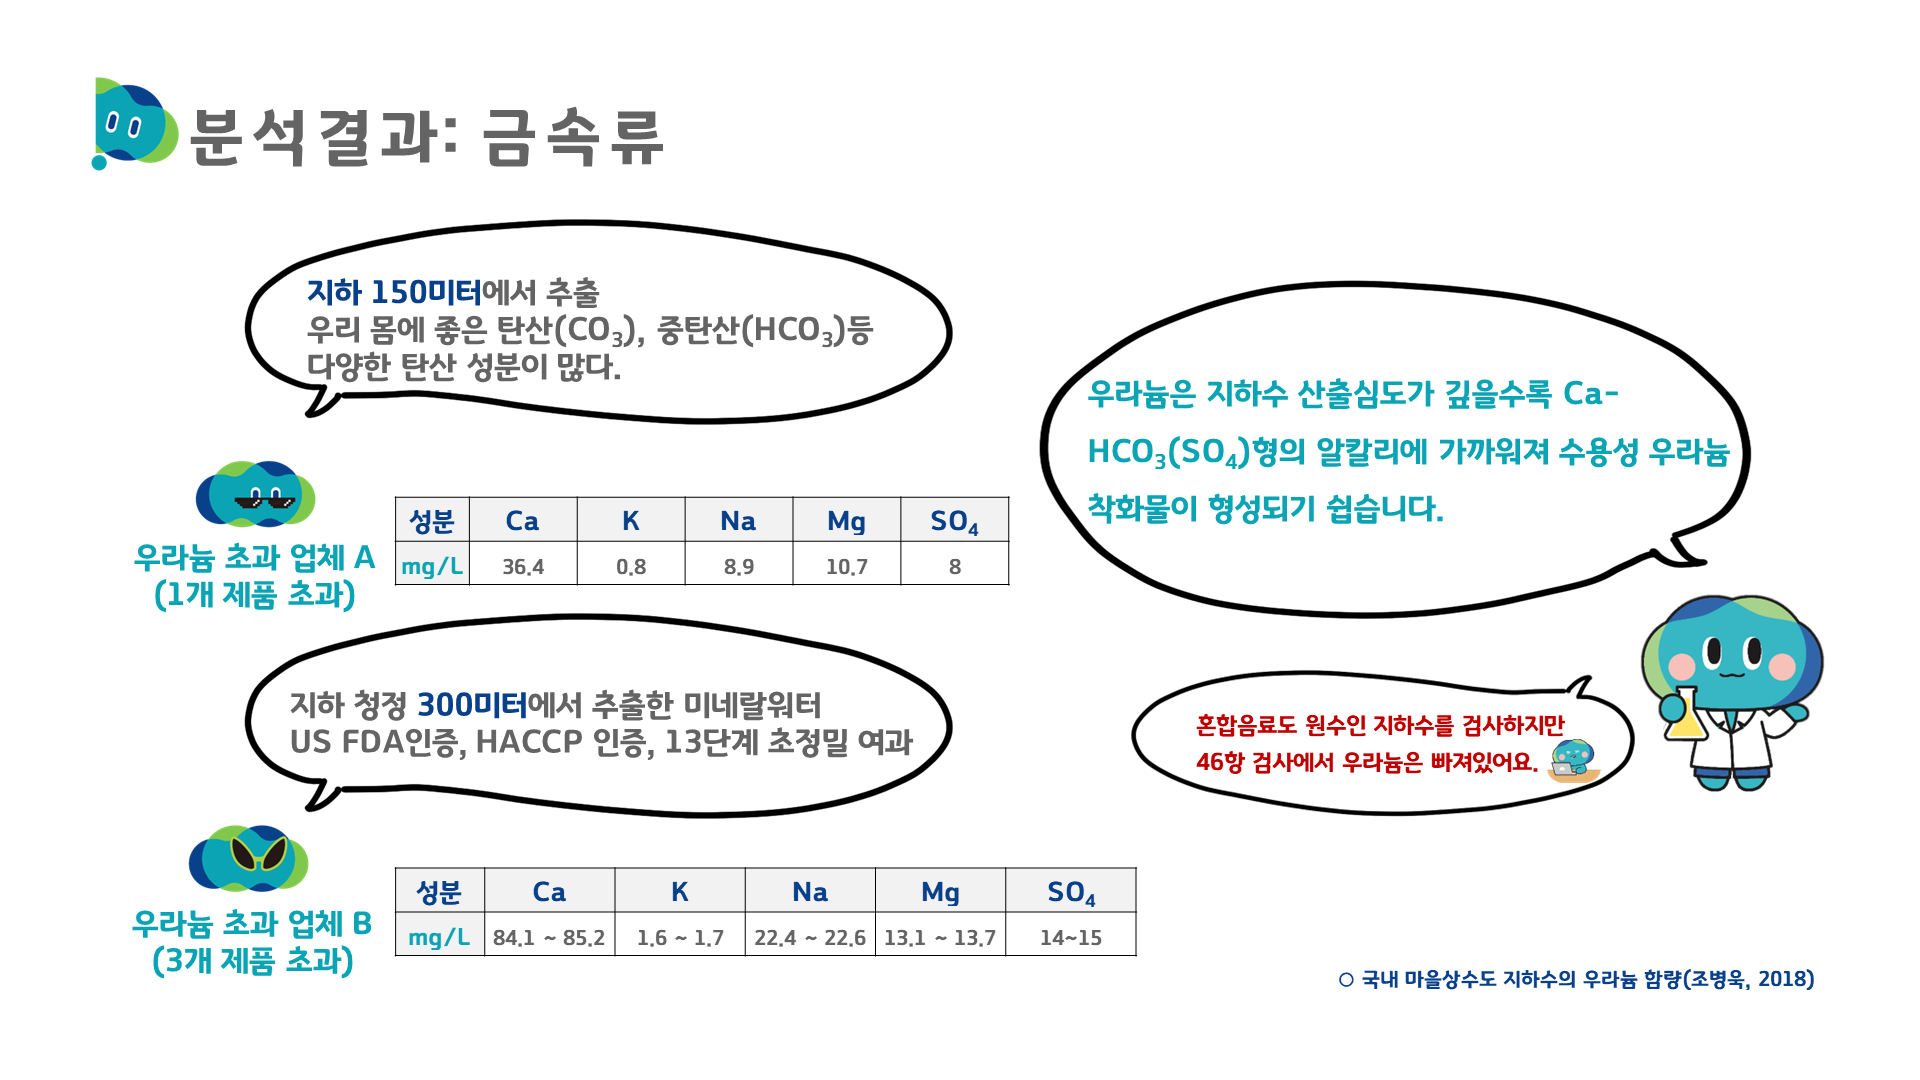 분석결과: 금속류
지하 150미터에서 추출
우리 몸에 좋은 탄산(CO₃), 중탄산(HCO₃)등
다양한 탄산 성분이 많다.
우라늄 초과 업체 A
(1개 제품 초과)
성분 Ca K Na Mg SO₄
mg/L 36.4 0.8 8.9 10.7 8
지하 청정 300미터에서 추출한 미네랄워터
US FDA인증, HACCP 인증, 13단계 초정밀 여과
우라늄 초과 업체 B
(3개 제품 초과)
성분 Ca K Na Mg SO₄
mg/L 84.1 ~ 85.2 1.6 ~ 1.7 22.4 ~ 22.6 13.1 ~ 13.7 14~15
우라늄은 지하수 산출심도가 깊을수록 Ca-
HCO₃(SO₄)형의 알칼리에 가까워져 수용성 우라늄
착화물이 형성되기 쉽습니다.
혼합음료도 원수인 지하수를 검사하지만
46항 검사에서 우라늄은 빠져있어요.
○ 국내 마을상수도 지하수의 우라늄 함량(조병욱, 2018)